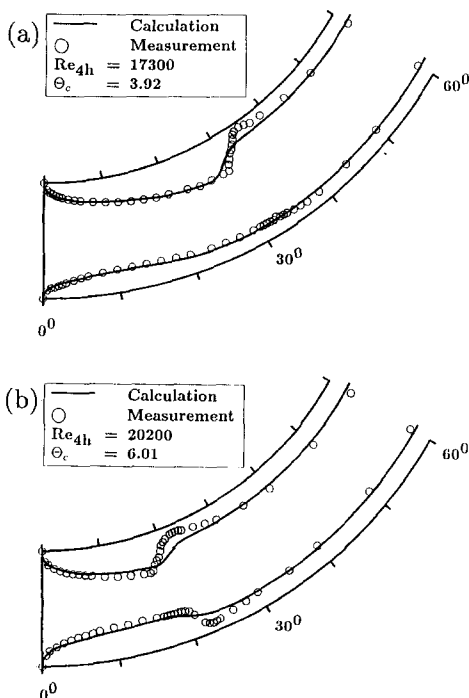 (a)
Calculation
Measurement
Re4h = 17300
Θc = 3.92
60⁰
30⁰
0⁰
(b)
Calculation
Measurement
Re4h = 20200
Θc = 6.01
60⁰
30⁰
0⁰